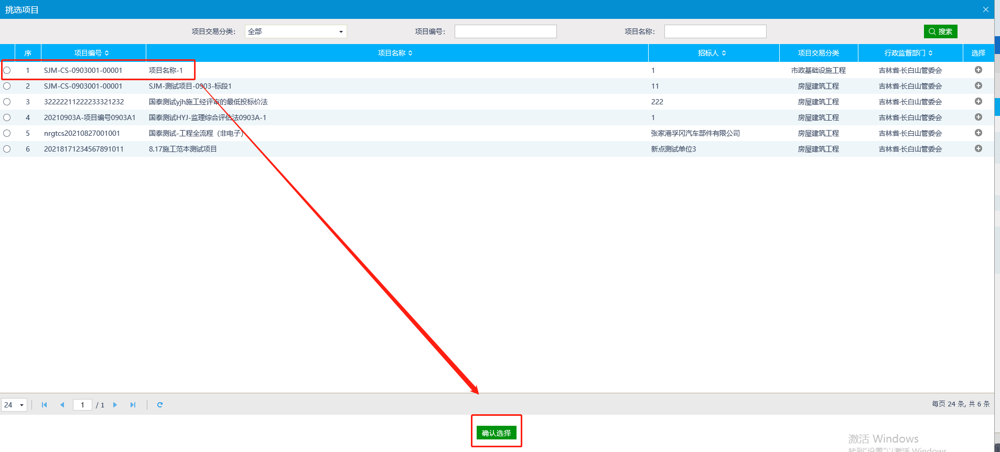 挑选项目
项目交易分类： 全部 项目编号： 项目名称： 搜索
序 项目编号 项目名称 招标人 项目交易分类 行政监督部门 选择
1 SJM-CS-0903001-00001 项目名称-1 1 市政基础设施工程 吉林省·长白山管委会
2 SJM-CS-0903001-00001 SJM-测试项目-0903-标段1 11 房屋建筑工程 吉林省·长白山管委会
3 32222211222233321232 国泰测试yjh施工经评审的最低投标价法 222 房屋建筑工程 吉林省·长白山管委会
4 20210903A-项目编号0903A1 国泰测试HYJ-监理综合评估法0903A-1 1 房屋建筑工程 吉林省·长白山管委会
5 nrgtcs20210827001001 国泰测试-工程全流程（非电子） 张家港孚冈汽车部件有限公司 房屋建筑工程 吉林省·长白山管委会
6 20218171234567891011 8.17施工范本测试项目 新点测试单位3 房屋建筑工程 吉林省·长白山管委会
24 1 / 1 每页 24 条, 共 6 条
确认选择
激活 Windows
转到"设置"以激活 Windows